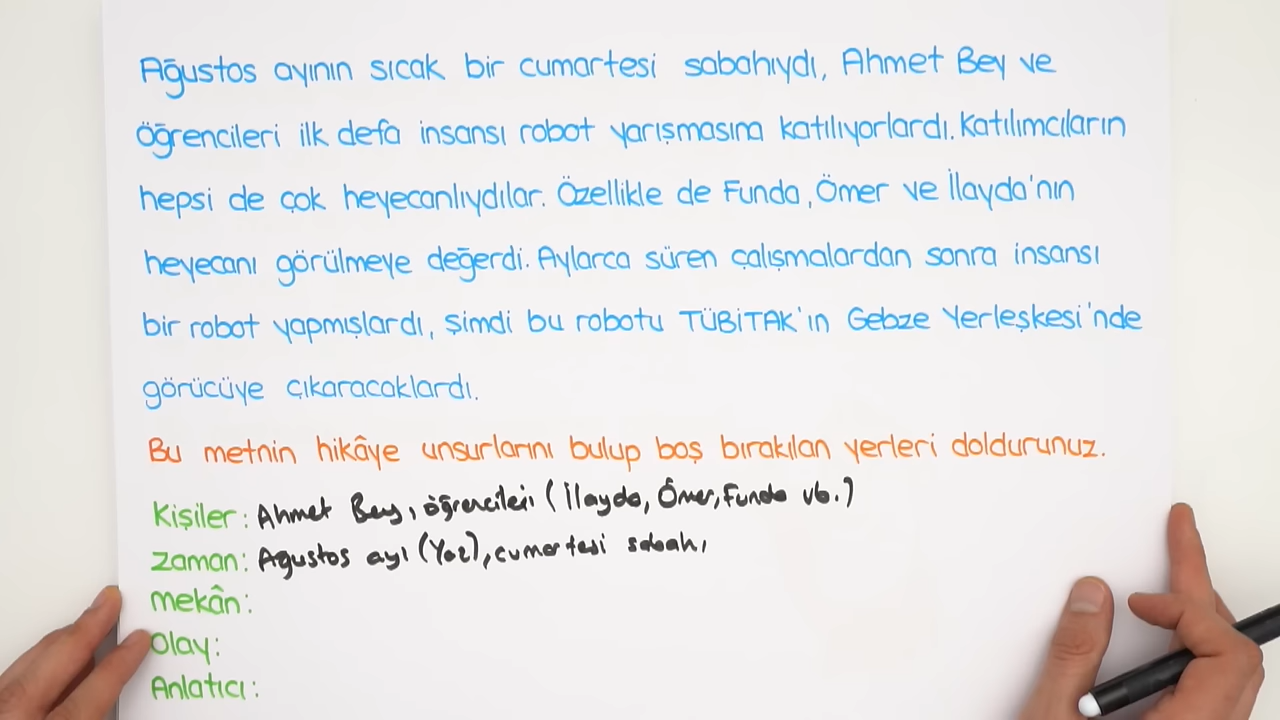 Ağustos ayının sıcak bir cumartesi sabahıydı, Ahmet Bey ve
öğrencileri ilk defa insansı robot yarışmasına katılıyorlardı. Katılımcıların
hepsi de çok heyecanlıydılar. Özellikle de Funda, Ömer ve İlayda'nın
heyecanı görülmeye değerdi. Aylarca süren çalışmalardan sonra insansı
bir robot yapmışlardı, şimdi bu robotu TÜBİTAK'ın Gebze Yerleşkesi'nde
görücüye çıkaracaklardı.
Bu metnin hikâye unsurlarını bulup boş bırakılan yerleri doldurunuz.
Kişiler: Ahmet Bey, öğrencileri (İlayda, Ömer, Funda vb.)
Zaman: Ağustos ayı (Yaz), cumartesi sabahı
mekân:
Olay:
Anlatıcı: